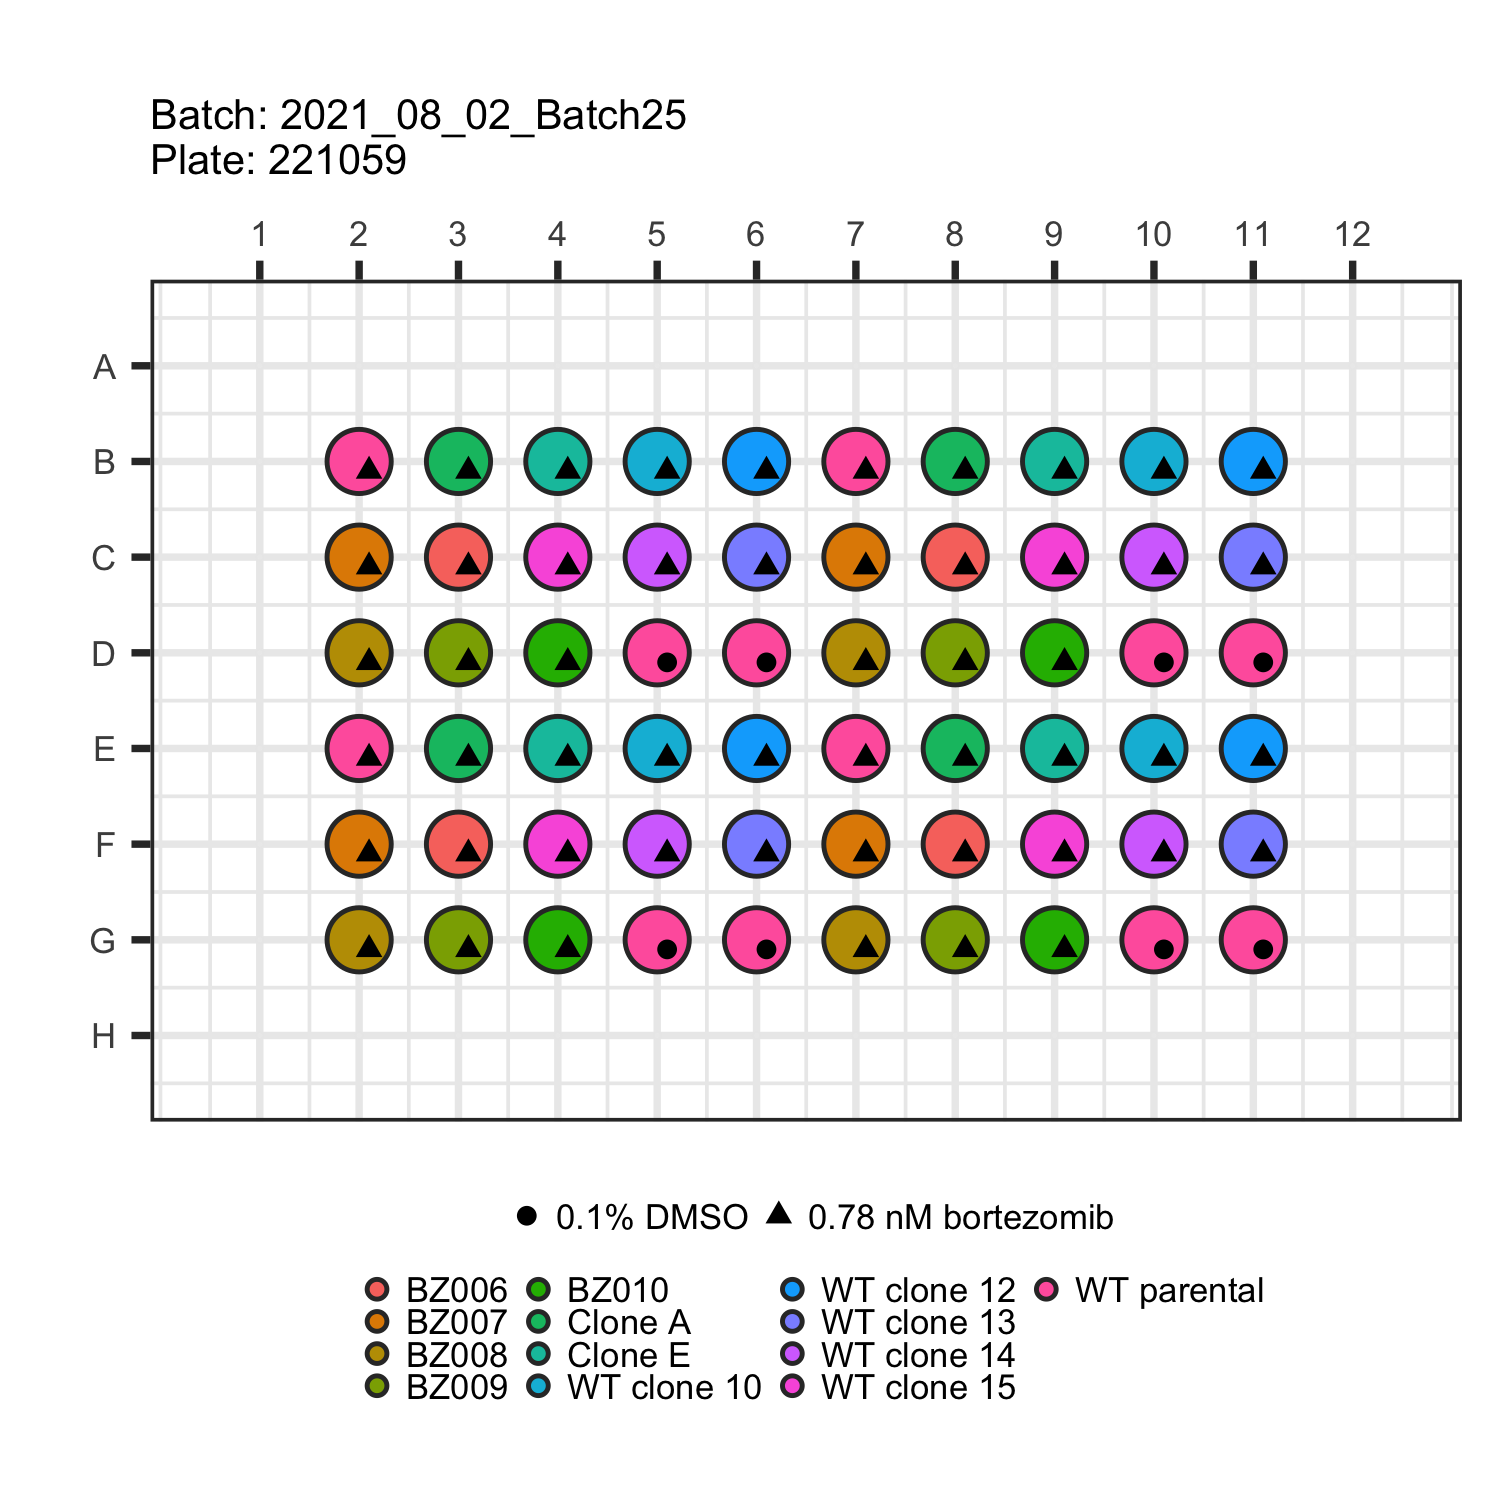 Batch: 2021_08_02_Batch25
Plate: 221059
1 2 3 4 5 6 7 8 9 10 11 12
A
B
C
D
E
F
G
H
0.1% DMSO 0.78 nM bortezomib
BZ006 BZ010 WT clone 12 WT parental
BZ007 Clone A WT clone 13
BZ008 Clone E WT clone 14
BZ009 WT clone 10 WT clone 15